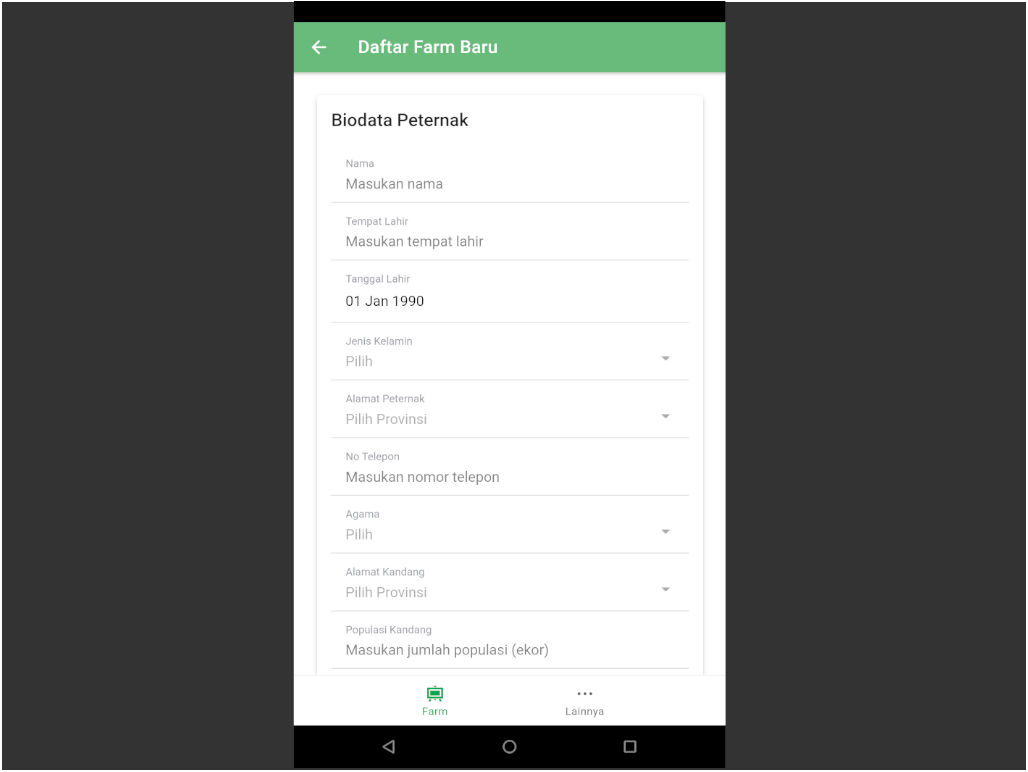 Daftar Farm Baru
Biodata Peternak
Nama
Masukan nama
Tempat Lahir
Masukan tempat lahir
Tanggal Lahir
01 Jan 1990
Jenis Kelamin
Pilih
Alamat Peternak
Pilih Provinsi
No Telepon
Masukan nomor telepon
Agama
Pilih
Alamat Kandang
Pilih Provinsi
Populasi Kandang
Masukan jumlah populasi (ekor)
Farm
Lainnya